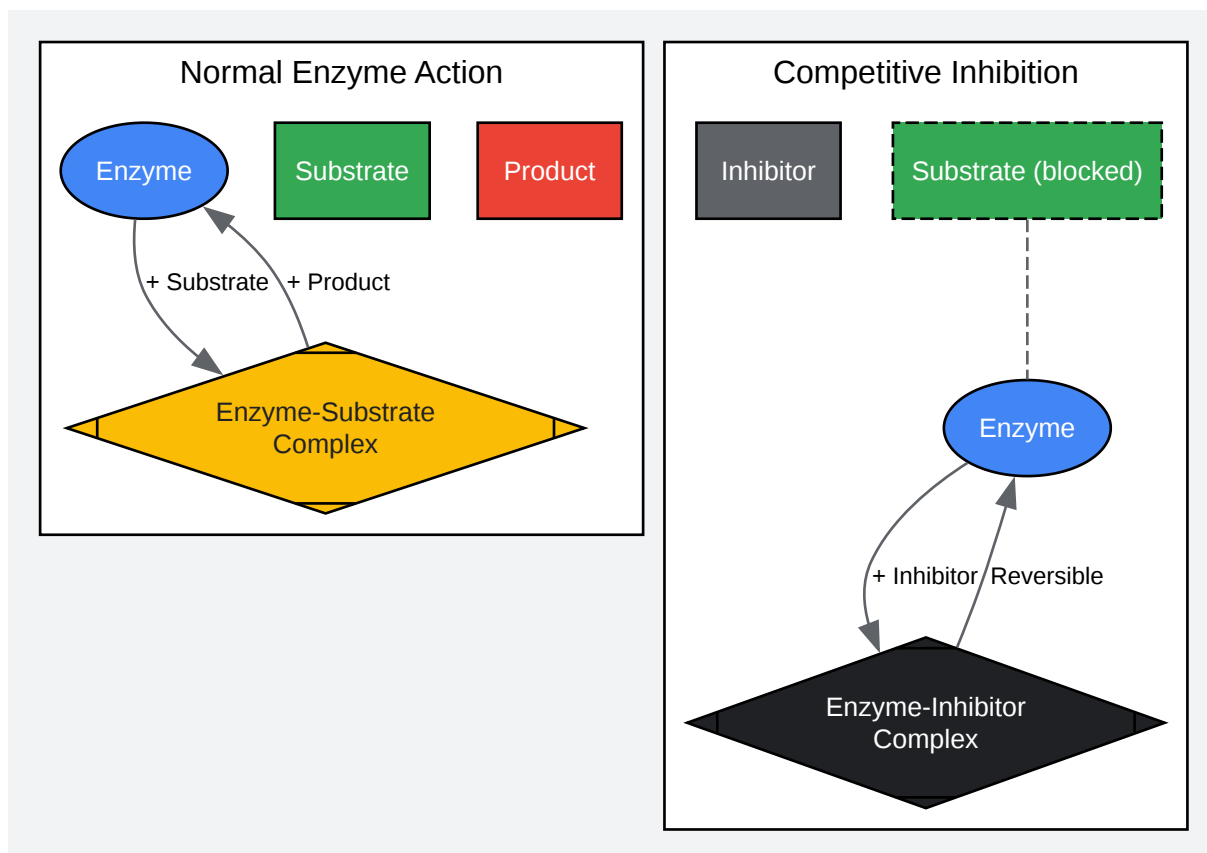 Normal Enzyme Action
Enzyme
Substrate
Product
+ Substrate
+ Product
Enzyme-Substrate
Complex
Competitive Inhibition
Inhibitor
Substrate (blocked)
Enzyme
+ Inhibitor
Reversible
Enzyme-Inhibitor
Complex